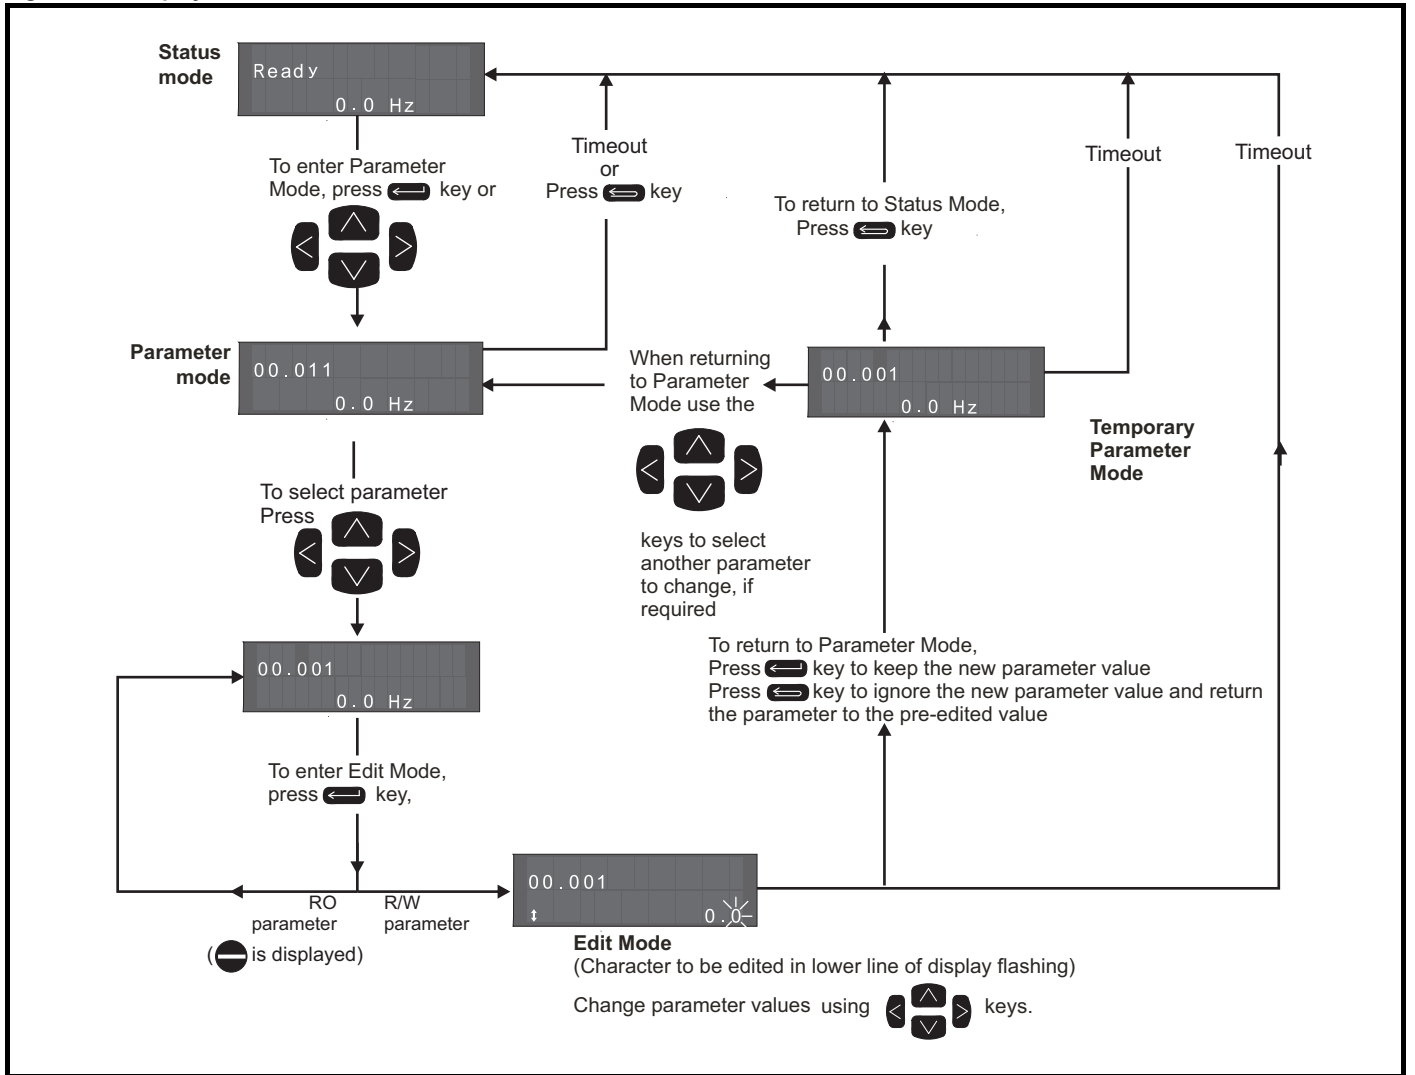 Status
mode
Ready
0.0 Hz
To enter Parameter
Mode, press key or
Timeout
or
Press key
To return to Status Mode,
Press key
Timeout
Timeout
Parameter
mode
00.011
0.0 Hz
When returning
to Parameter
Mode use the
keys to select
another parameter
to change, if
required
00.001
0.0 Hz
Temporary
Parameter
Mode
To select parameter
Press
00.001
0.0 Hz
To return to Parameter Mode,
Press key to keep the new parameter value
Press key to ignore the new parameter value and return
the parameter to the pre-edited value
To enter Edit Mode,
press key,
RO
parameter
( is displayed)
R/W
parameter
00.001
0.0
Edit Mode
(Character to be edited in lower line of display flashing)
Change parameter values using keys.